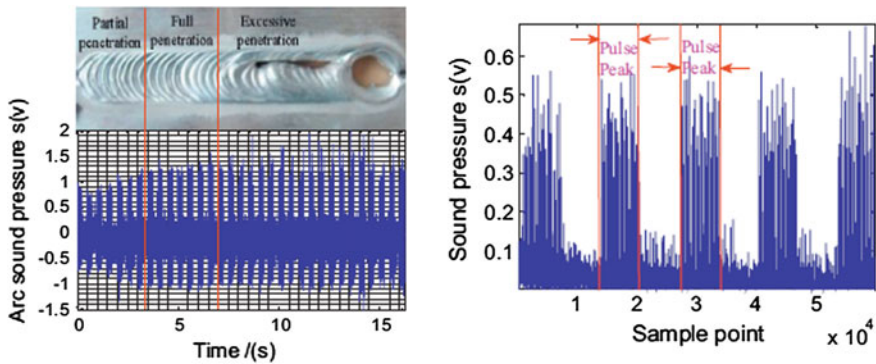 Partial
penetration
Full
penetration
Excessive
penetration
Arc sound pressure s(v)
2
1.5
1
0.5
0
-0.5
-1
-1.5
0
5
10
15
Time /(s)
Pulse
Peak
Pulse
Peak
Sound pressure s(v)
0.6
0.5
0.4
0.3
0.2
0.1
1
2
3
4
5
Sample point
x 10⁴